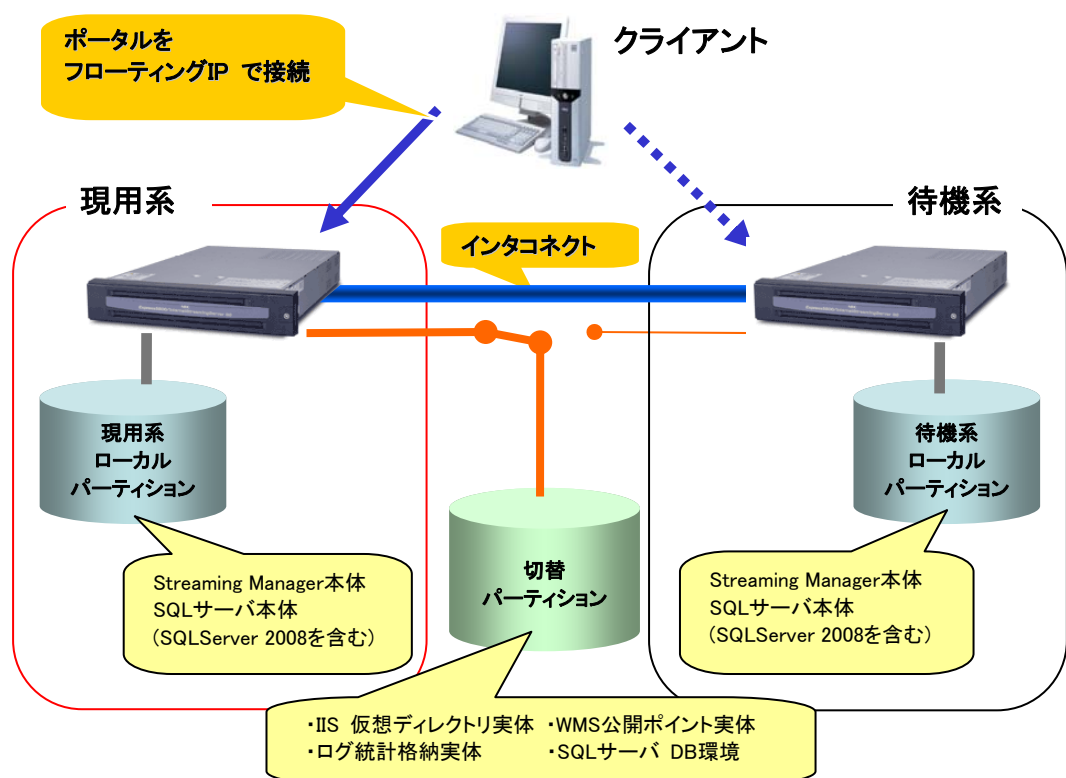 ポータルを
フローティングIP で接続
クライアント
現用系
待機系
インタコネクト
現用系
ローカル
パーティション
待機系
ローカル
パーティション
切替
パーティション
Streaming Manager本体
SQLサーバ本体
(SQLServer 2008を含む)
Streaming Manager本体
SQLサーバ本体
(SQLServer 2008を含む)
・IIS 仮想ディレクトリ実体 ・WMS公開ポイント実体
・ログ統計格納実体 ・SQLサーバ DB環境